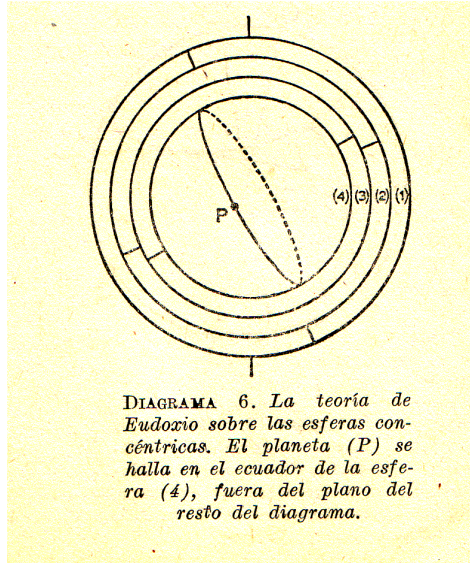 (4) (3) (2) (1)
P
DIAGRAMA 6. La teoría de
Eudoxio sobre las esferas con-
céntricas. El planeta (P) se
halla en el ecuador de la esfe-
ra (4), fuera del plano del
resto del diagrama.